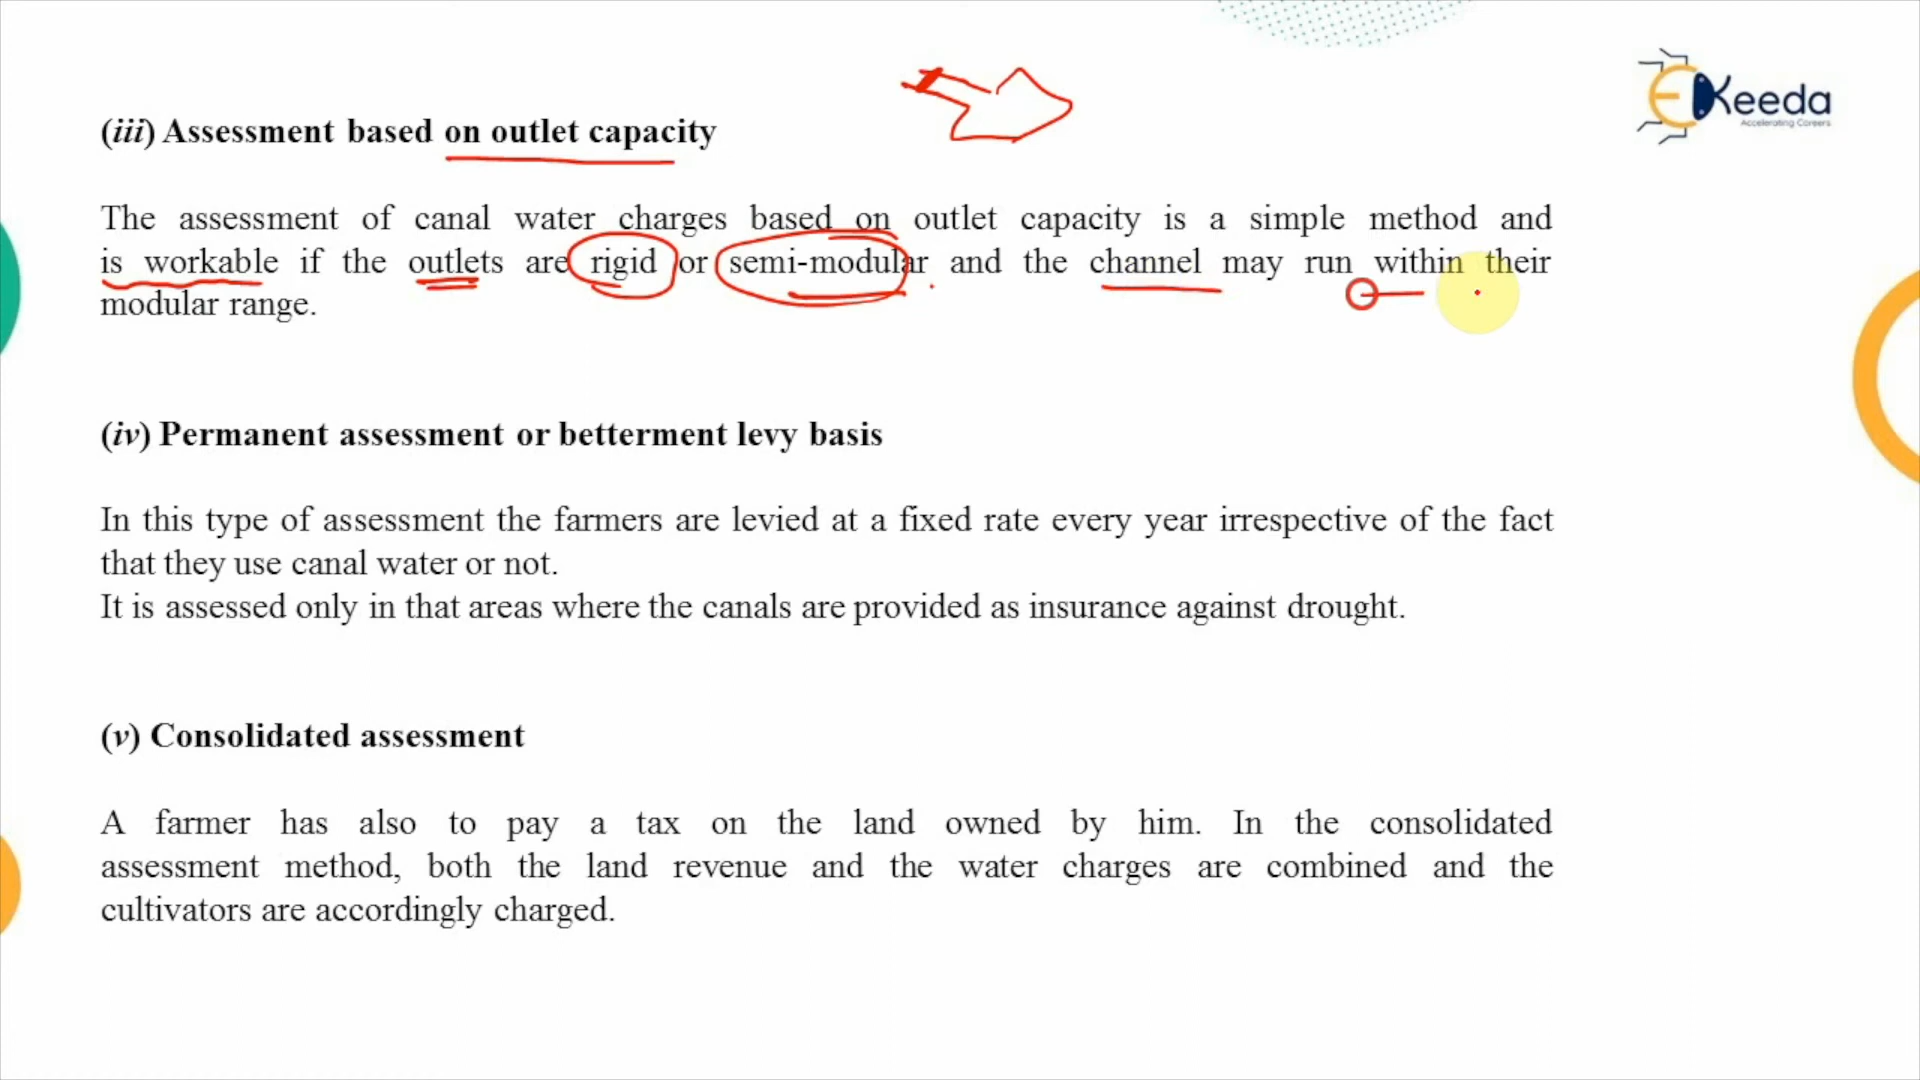 (iii) Assessment based on outlet capacity
EKeeda
Accelerating Careers
The assessment of canal water charges based on outlet capacity is a simple method and
is workable if the outlets are rigid or semi-modular and the channel may run within their
modular range.
(iv) Permanent assessment or betterment levy basis
In this type of assessment the farmers are levied at a fixed rate every year irrespective of the fact
that they use canal water or not.
It is assessed only in that areas where the canals are provided as insurance against drought.
(v) Consolidated assessment
A farmer has also to pay a tax on the land owned by him. In the consolidated
assessment method, both the land revenue and the water charges are combined and the
cultivators are accordingly charged.